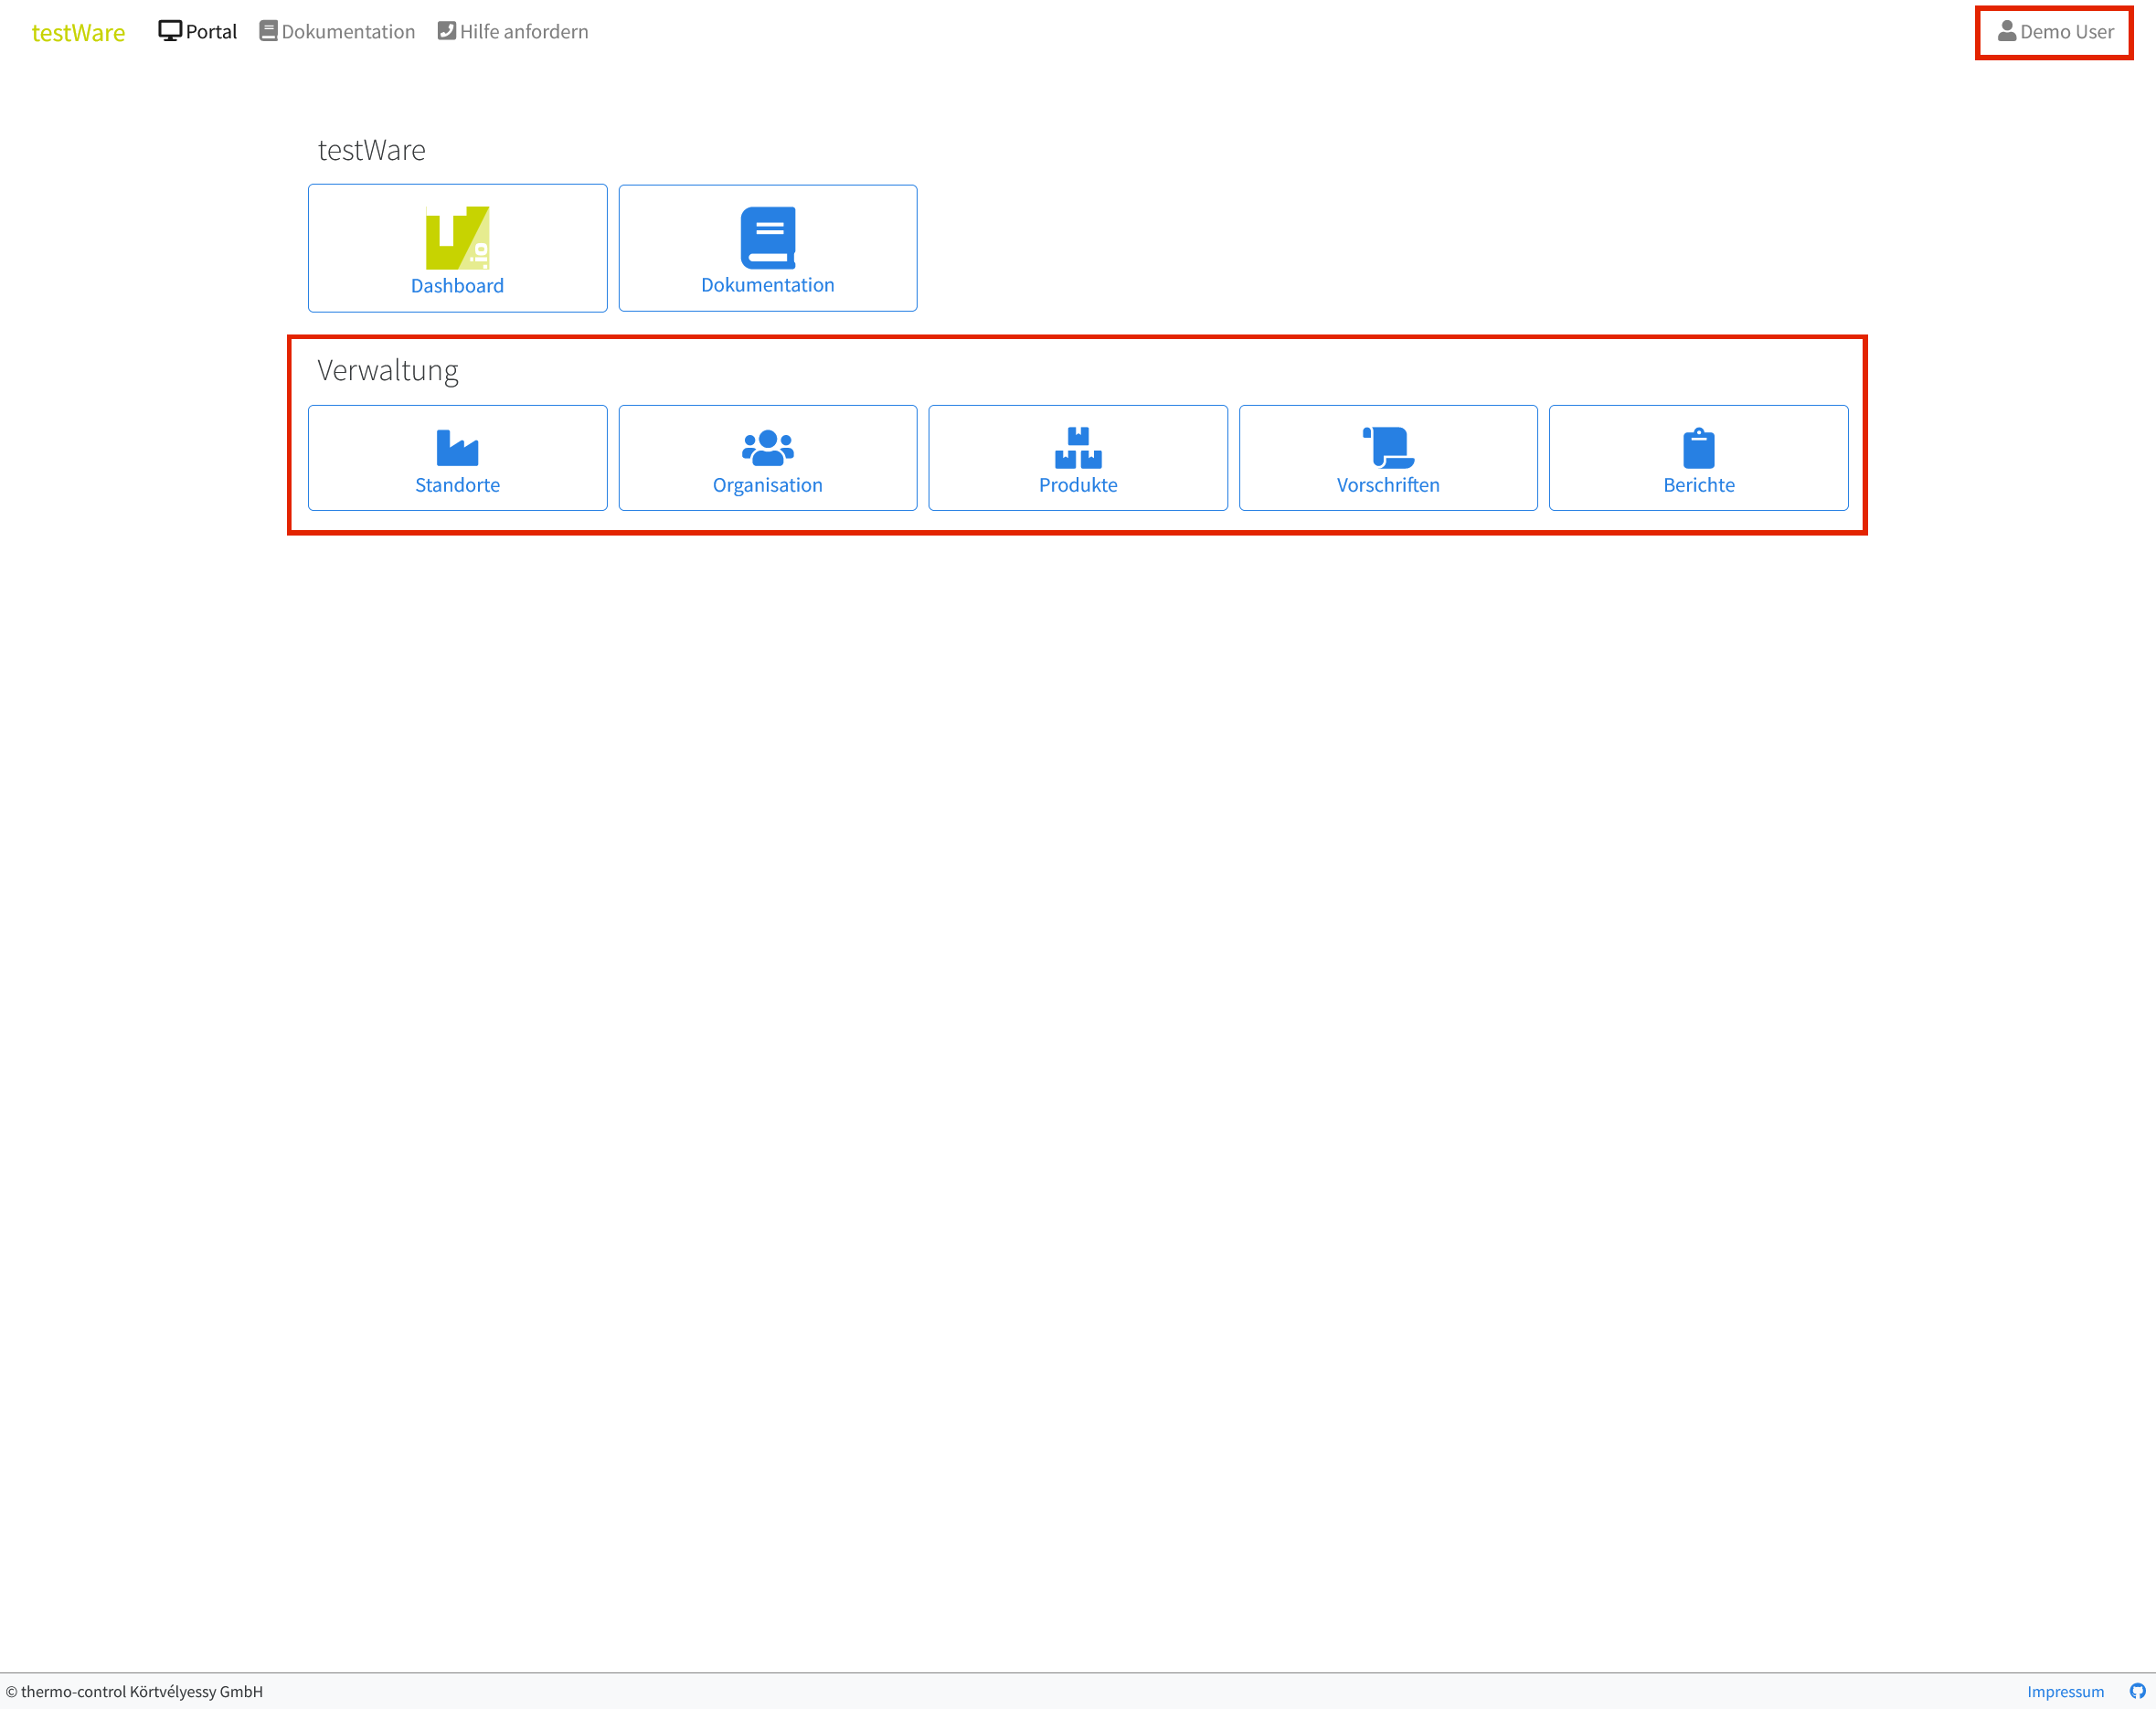 testWare Portal Dokumentation Hilfe anfordern Demo User
testWare
.io
Dashboard Dokumentation
Verwaltung
Standorte Organisation Produkte Vorschriften Berichte
© thermo-control Körtvélyessy GmbH Impressum